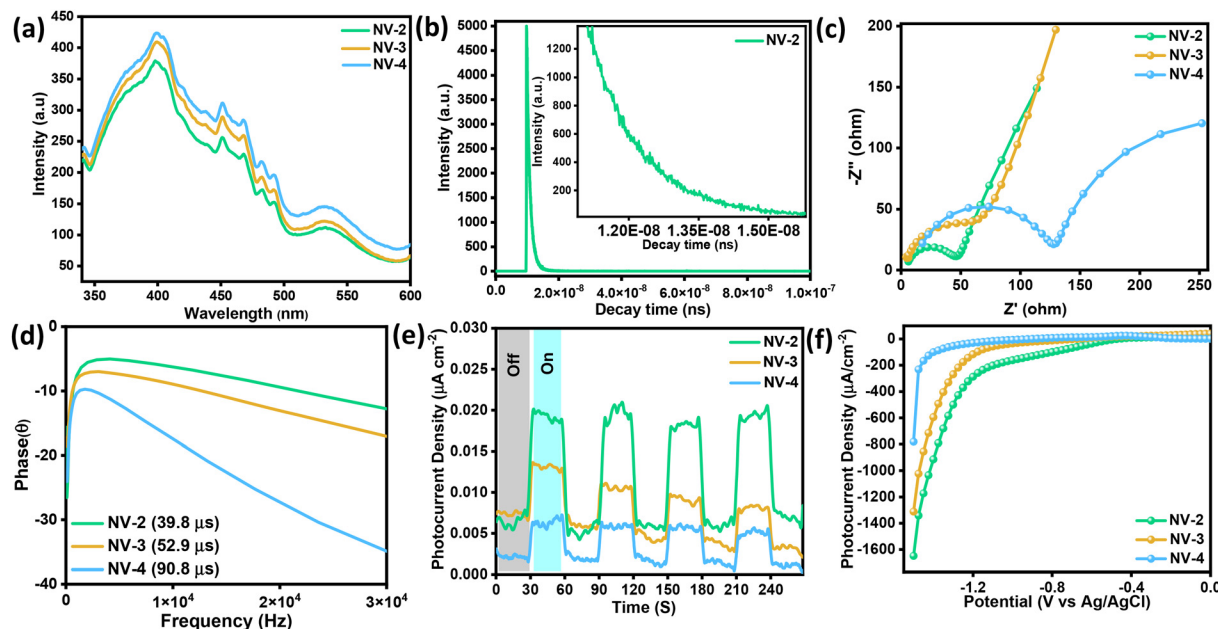 (a)
450
400
350
300
250
200
150
100
50
Intensity (a.u)
350
400
450
500
550
600
Wavelength (nm)
NV-2
NV-3
NV-4
(b)
5000
4500
4000
3500
3000
2500
2000
1500
1000
500
0
Intensity (a.u.)
0.0
2.0×10⁻⁸
4.0×10⁻⁸
6.0×10⁻⁸
8.0×10⁻⁸
1.0×10⁻⁷
Decay time (ns)
1200
1000
800
600
400
200
Intensity (a.u.)
1.20E-08
1.35E-08
1.50E-08
Decay time (ns)
NV-2
(c)
200
150
100
50
0
-Z'' (ohm)
0
50
100
150
200
250
Z' (ohm)
NV-2
NV-3
NV-4
(d)
0
-10
-20
-30
-40
Phase(θ)
0
1×10⁴
2×10⁴
3×10⁴
Frequency (Hz)
NV-2 (39.8 μs)
NV-3 (52.9 μs)
NV-4 (90.8 μs)
(e)
0.030
0.025
0.020
0.015
0.010
0.005
0.000
Photocurrent Density (μA cm⁻²)
0
30
60
90
120
150
180
210
240
Time (S)
Off
On
NV-2
NV-3
NV-4
(f)
0
-200
-400
-600
-800
-1000
-1200
-1400
-1600
Photocurrent Density (μA/cm⁻²)
-1.2
-0.8
-0.4
0.0
Potential (V vs Ag/AgCl)
NV-2
NV-3
NV-4